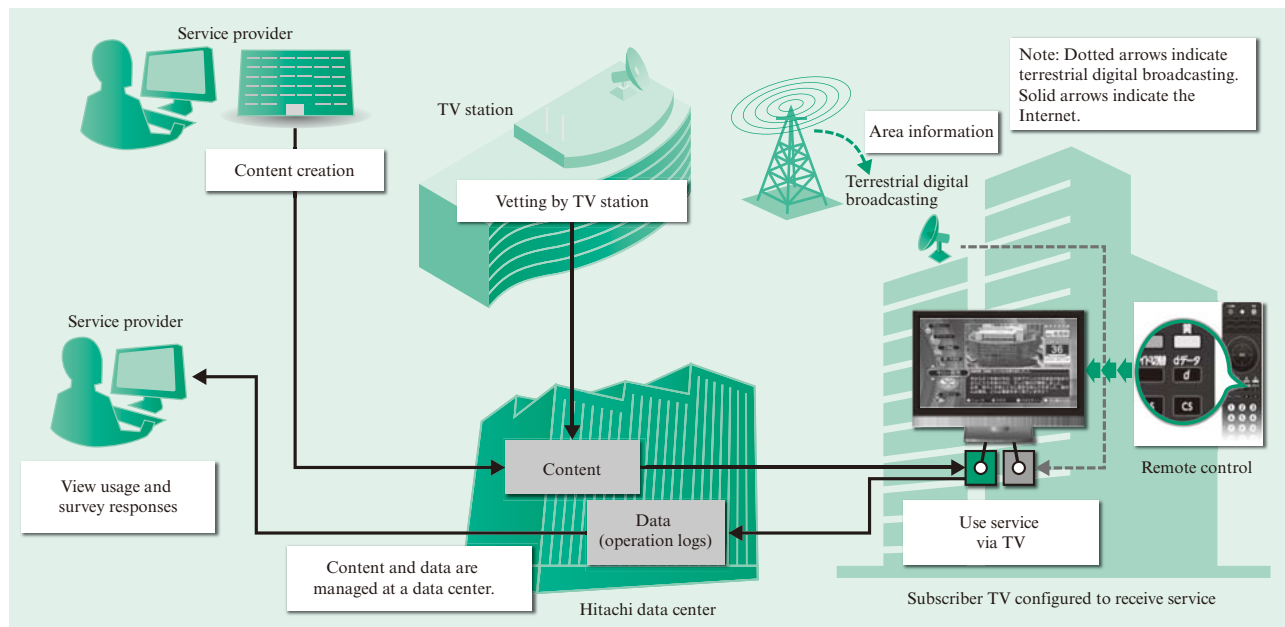 Service provider
TV station
Note: Dotted arrows indicate
terrestrial digital broadcasting.
Solid arrows indicate the
Internet.
Area information
Content creation
Terrestrial digital
broadcasting
Vetting by TV station
Service provider
36
dデータ
d
CS
Content
Remote control
View usage and
survey responses
Data
(operation logs)
Use service
via TV
Content and data are
managed at a data center.
Hitachi data center
Subscriber TV configured to receive service